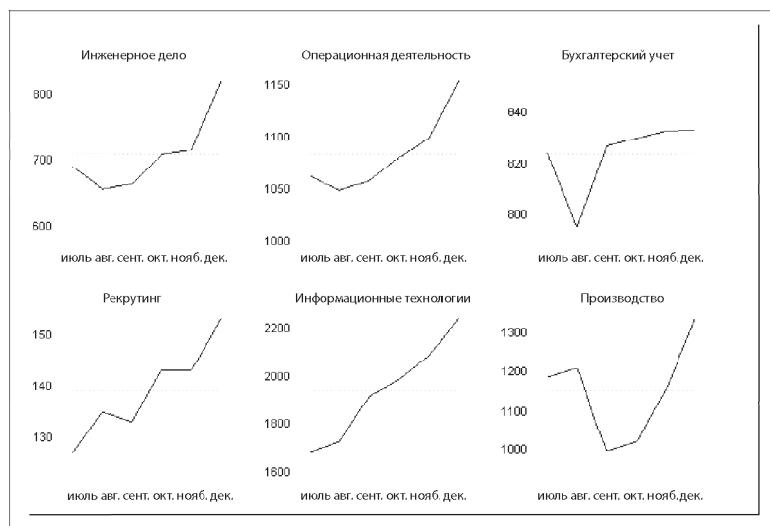 Инженерное дело
800
700
600
июль авг. сент. окт. нояб. дек.
Операционная деятельность
1150
1100
1050
1000
июль авг. сент. окт. нояб. дек.
Бухгалтерский учет
840
820
800
июль авг. сент. окт. нояб. дек.
Рекрутинг
150
140
130
июль авг. сент. окт. нояб. дек.
Информационные технологии
2200
2000
1800
1600
июль авг. сент. окт. нояб. дек.
Производство
1300
1200
1100
1000
июль авг. сент. окт. нояб.дек.